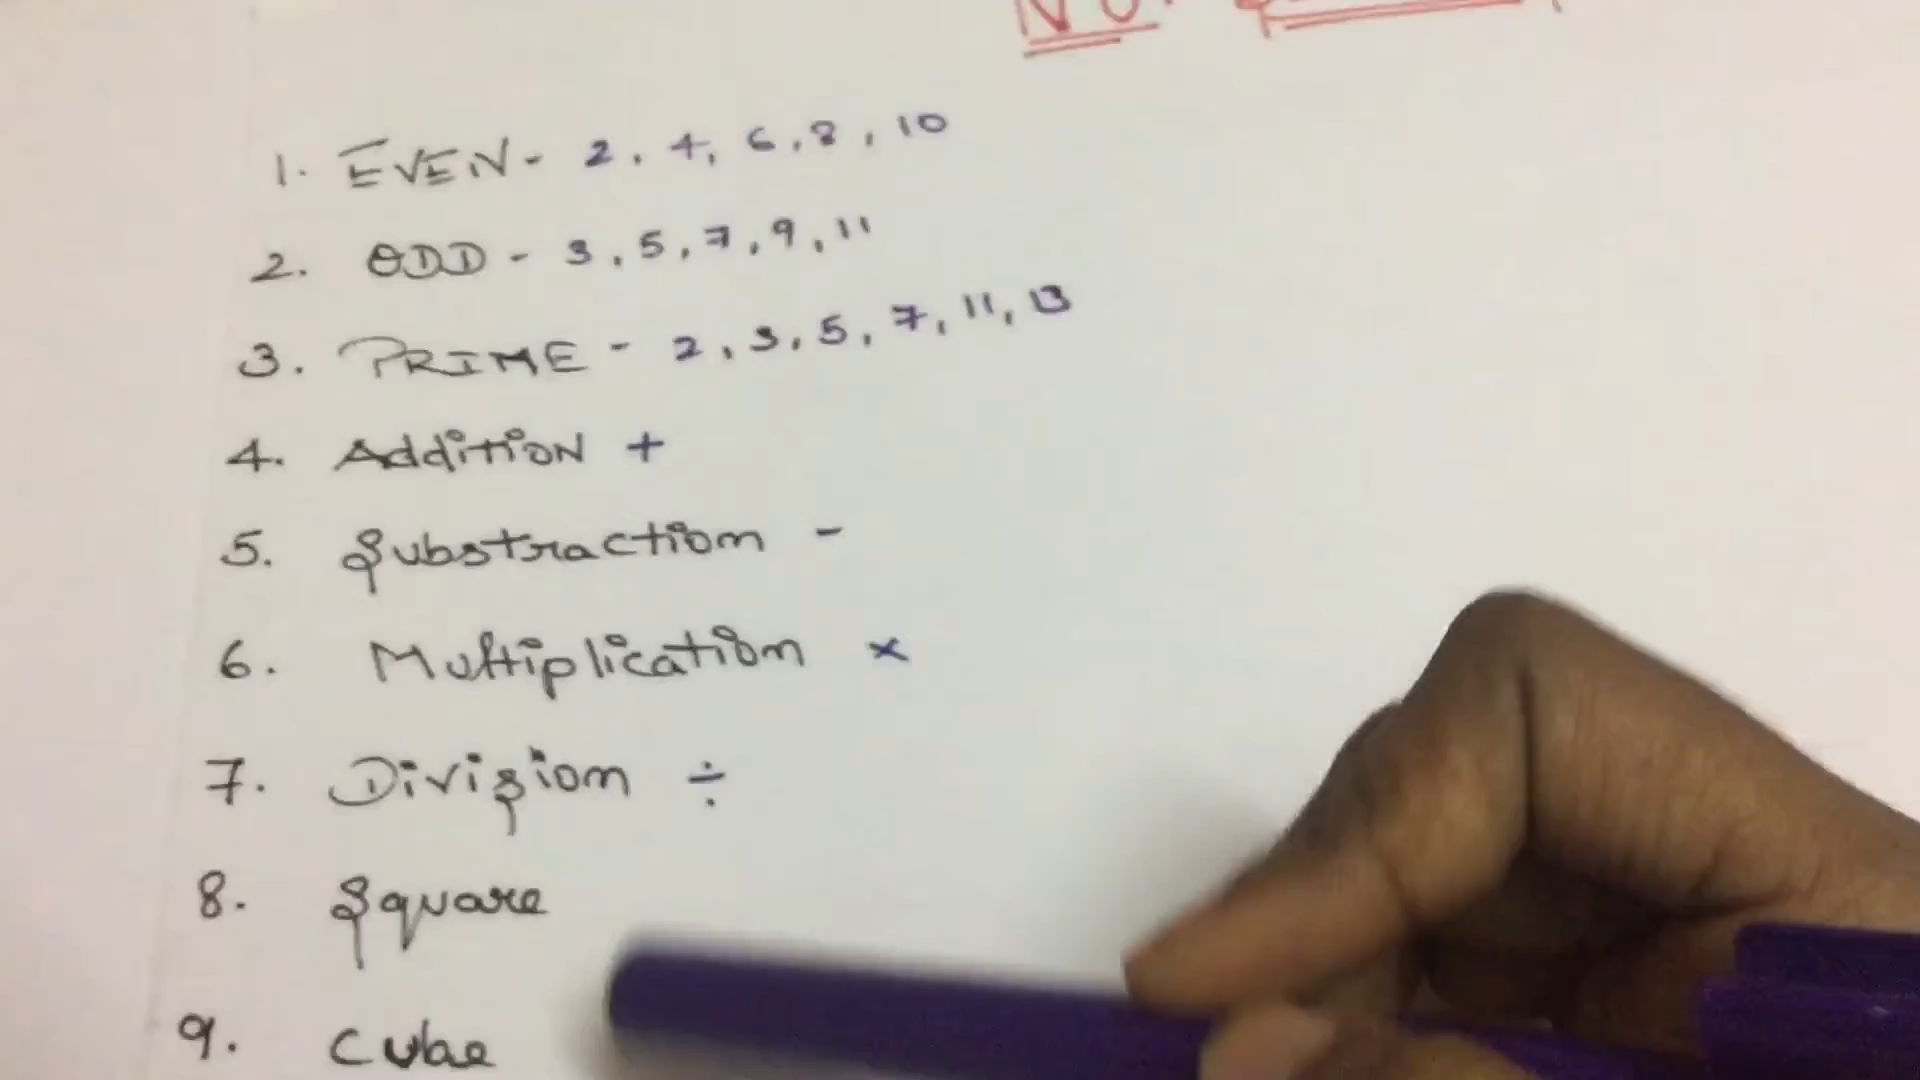 No.
1. EVEN - 2, 4, 6, 8, 10
2. ODD - 3, 5, 7, 9, 11
3. PRIME - 2, 3, 5, 7, 11, 13
4. Addition +
5. Substraction -
6. Multiplication ×
7. Division ÷
8. Square
9. Cube